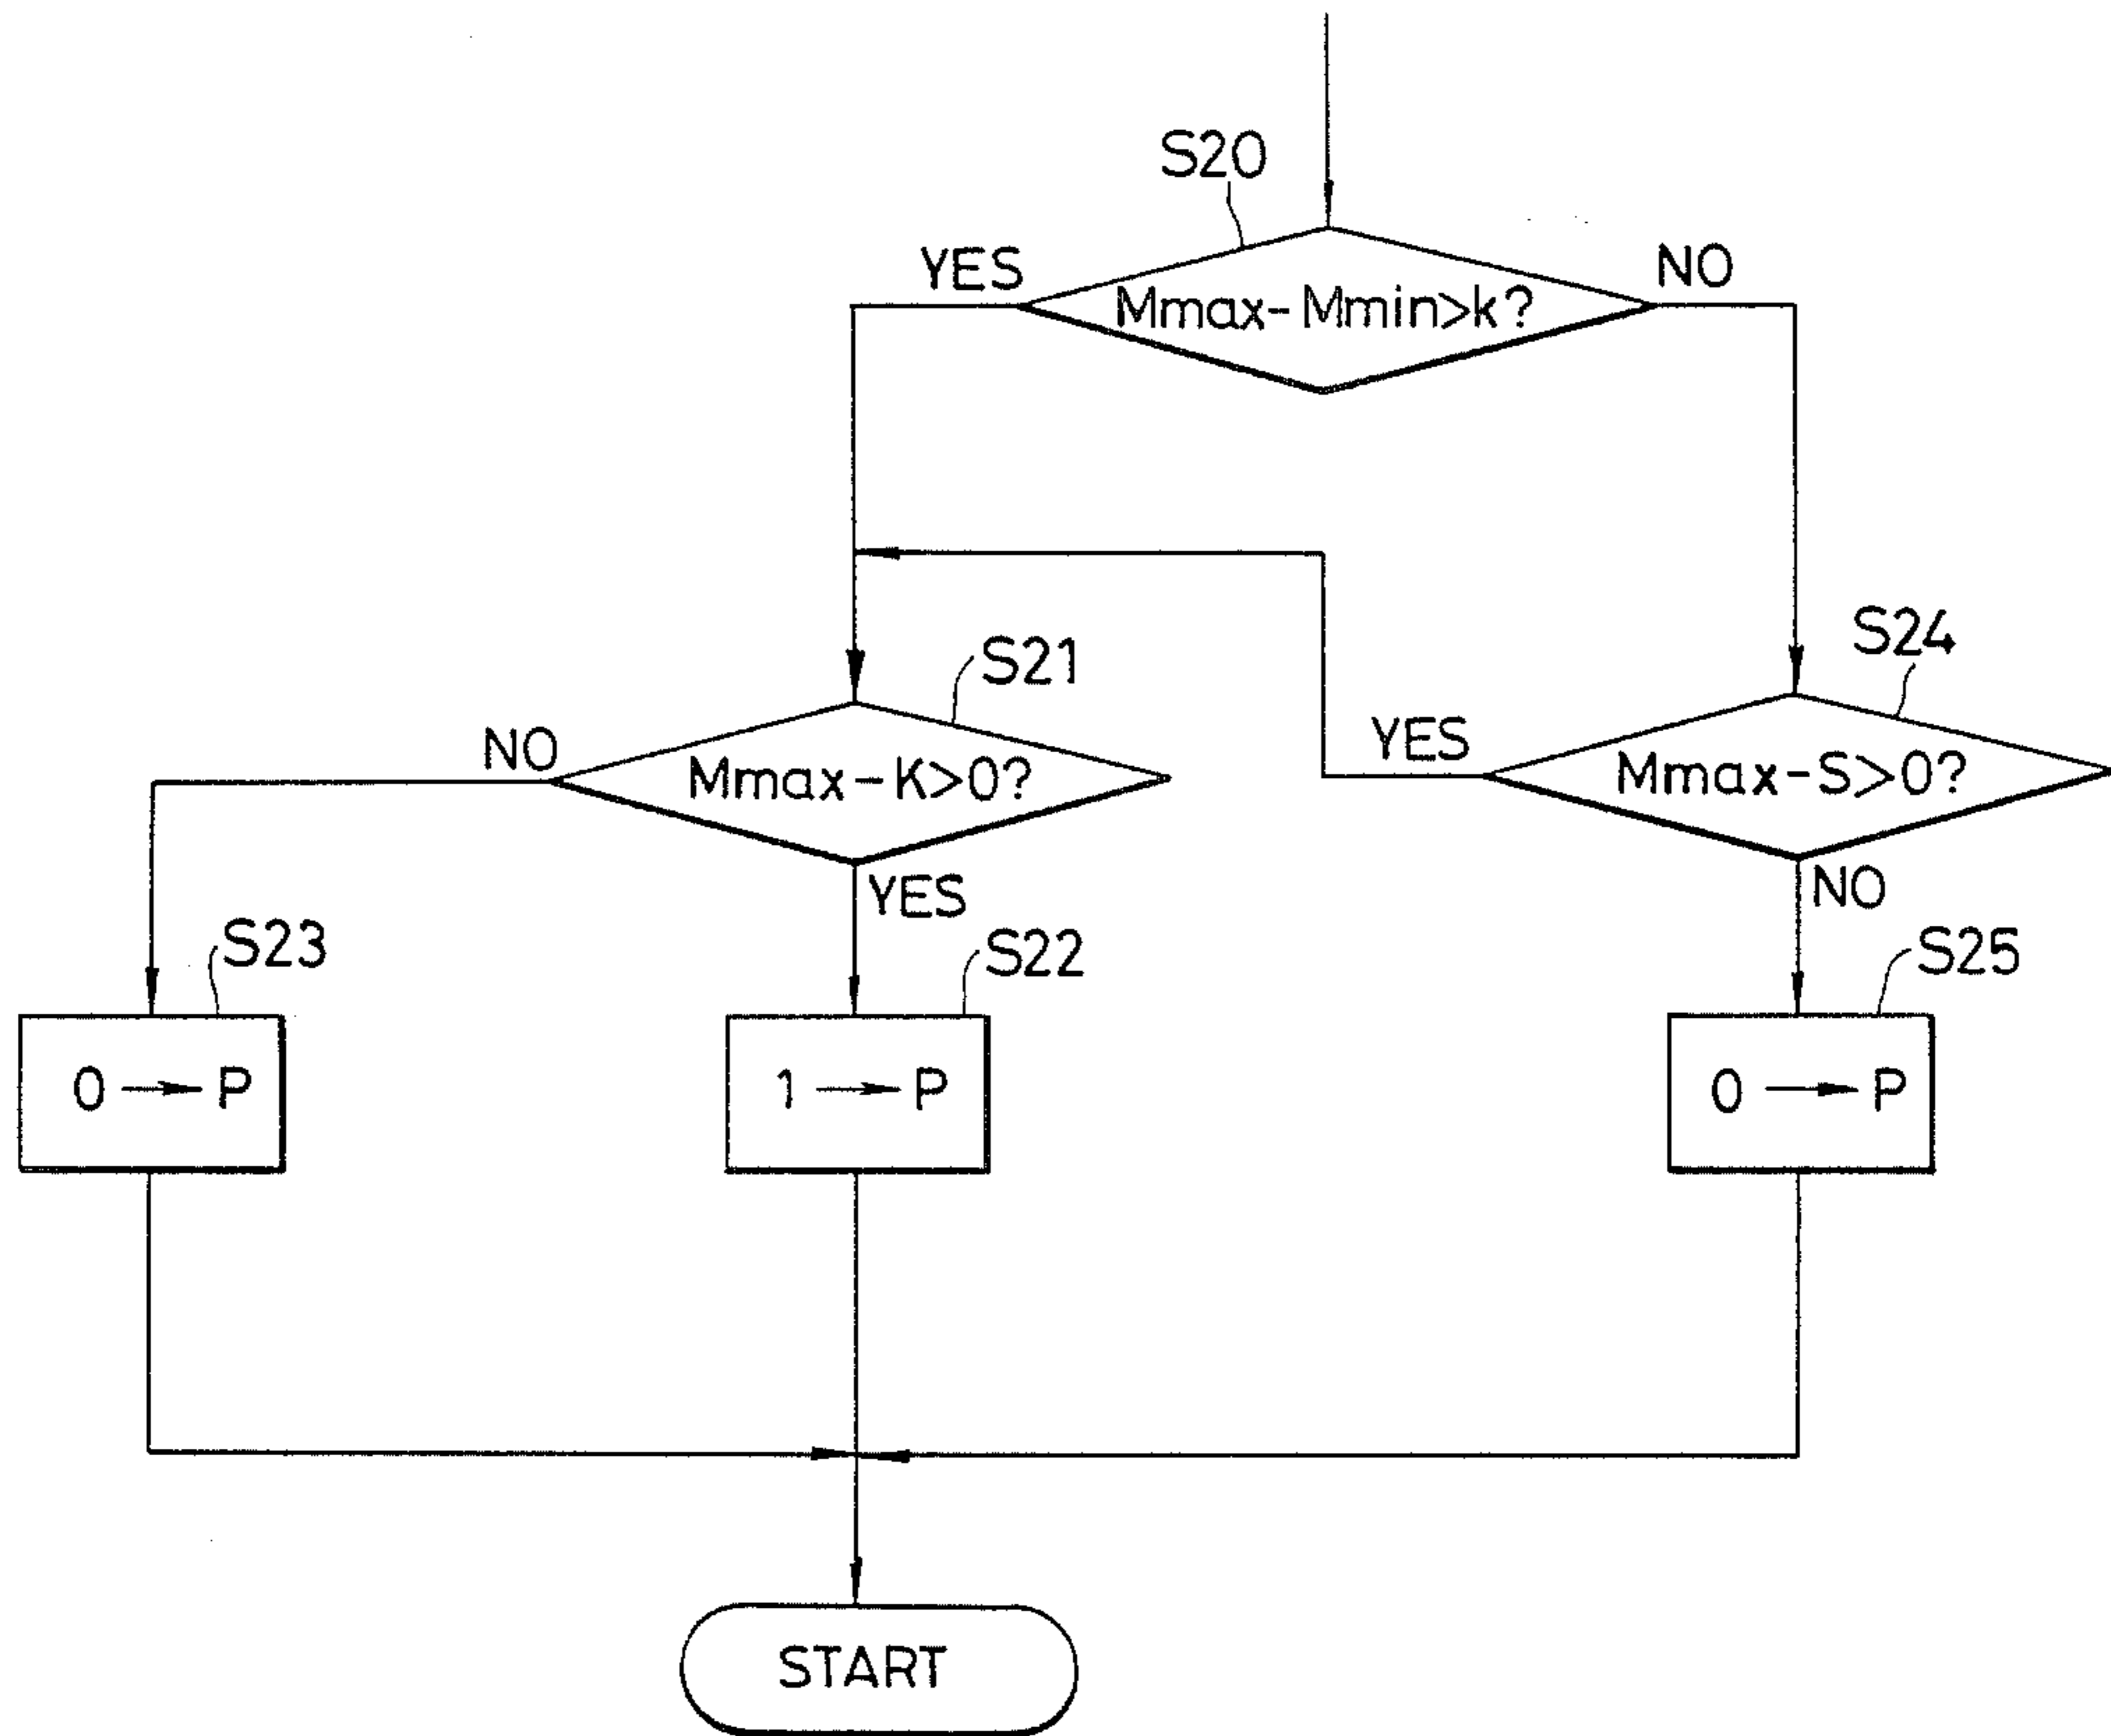 S20
YES
NO
Mmax-Mmin>k?
S21
S24
NO
YES
Mmax-K>0?
Mmax-S>0?
YES
NO
S23
S22
S25
0→P
1→P
0→P
START